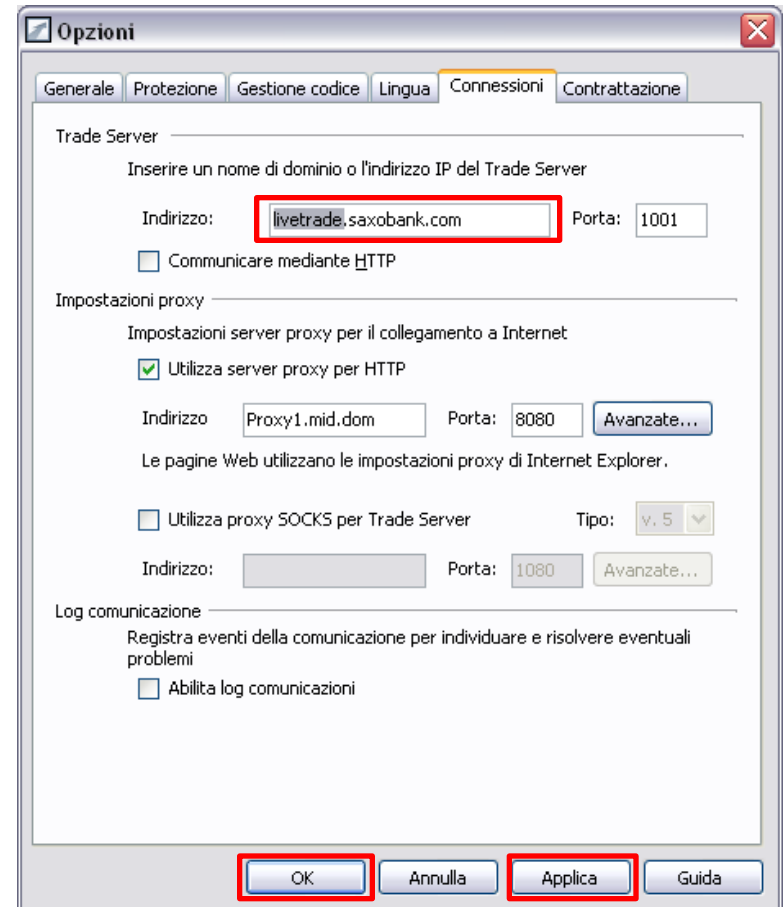 Opzioni
Generale Protezione Gestione codice Lingua Connessioni Contrattazione
Trade Server
Inserire un nome di dominio o l'indirizzo IP del Trade Server
Indirizzo: livetrade.saxobank.com Porta: 1001
Communicare mediante HTTP
Impostazioni proxy
Impostazioni server proxy per il collegamento a Internet
Utilizza server proxy per HTTP
Indirizzo Proxy1.mid.dom Porta: 8080 Avanzate...
Le pagine Web utilizzano le impostazioni proxy di Internet Explorer.
Utilizza proxy SOCKS per Trade Server Tipo: v. 5
Indirizzo: Porta: 1080 Avanzate...
Log comunicazione
Registra eventi della comunicazione per individuare e risolvere eventuali
problemi
Abilita log comunicazioni
OK Annulla Applica Guida